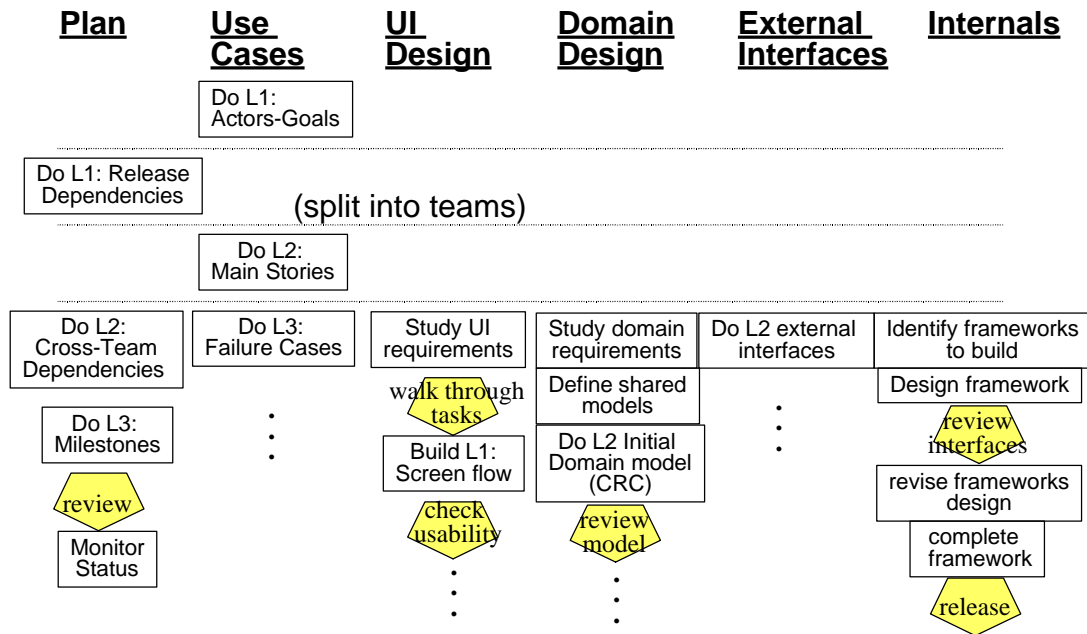 Plan
Use
Cases
UI
Design
Domain
Design
External
Interfaces
Internals
Do L1:
Actors-Goals
Do L1: Release
Dependencies
(split into teams)
Do L2:
Main Stories
Do L2:
Cross-Team
Dependencies
Do L3:
Failure Cases
Study UI
requirements
Study domain
requirements
Do L2 external
interfaces
Identify frameworks
to build
walk through
tasks
Define shared
models
Design framework
Do L3:
Milestones
Build L1:
Screen flow
Do L2 Initial
Domain model
(CRC)
review
interfaces
review
check
usability
review
model
revise frameworks
design
Monitor
Status
complete
framework
release